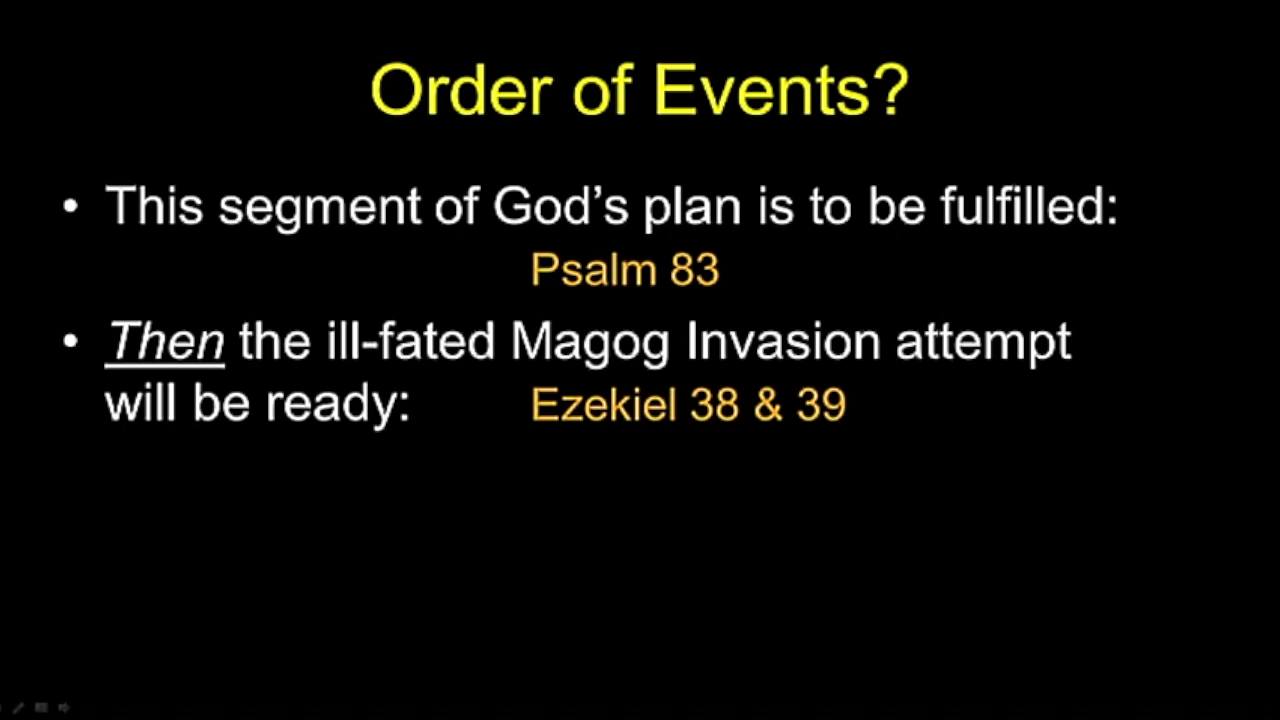 Order of Events?
• This segment of God’s plan is to be fulfilled:
Psalm 83
• Then the ill-fated Magog Invasion attempt
will be ready: Ezekiel 38 & 39